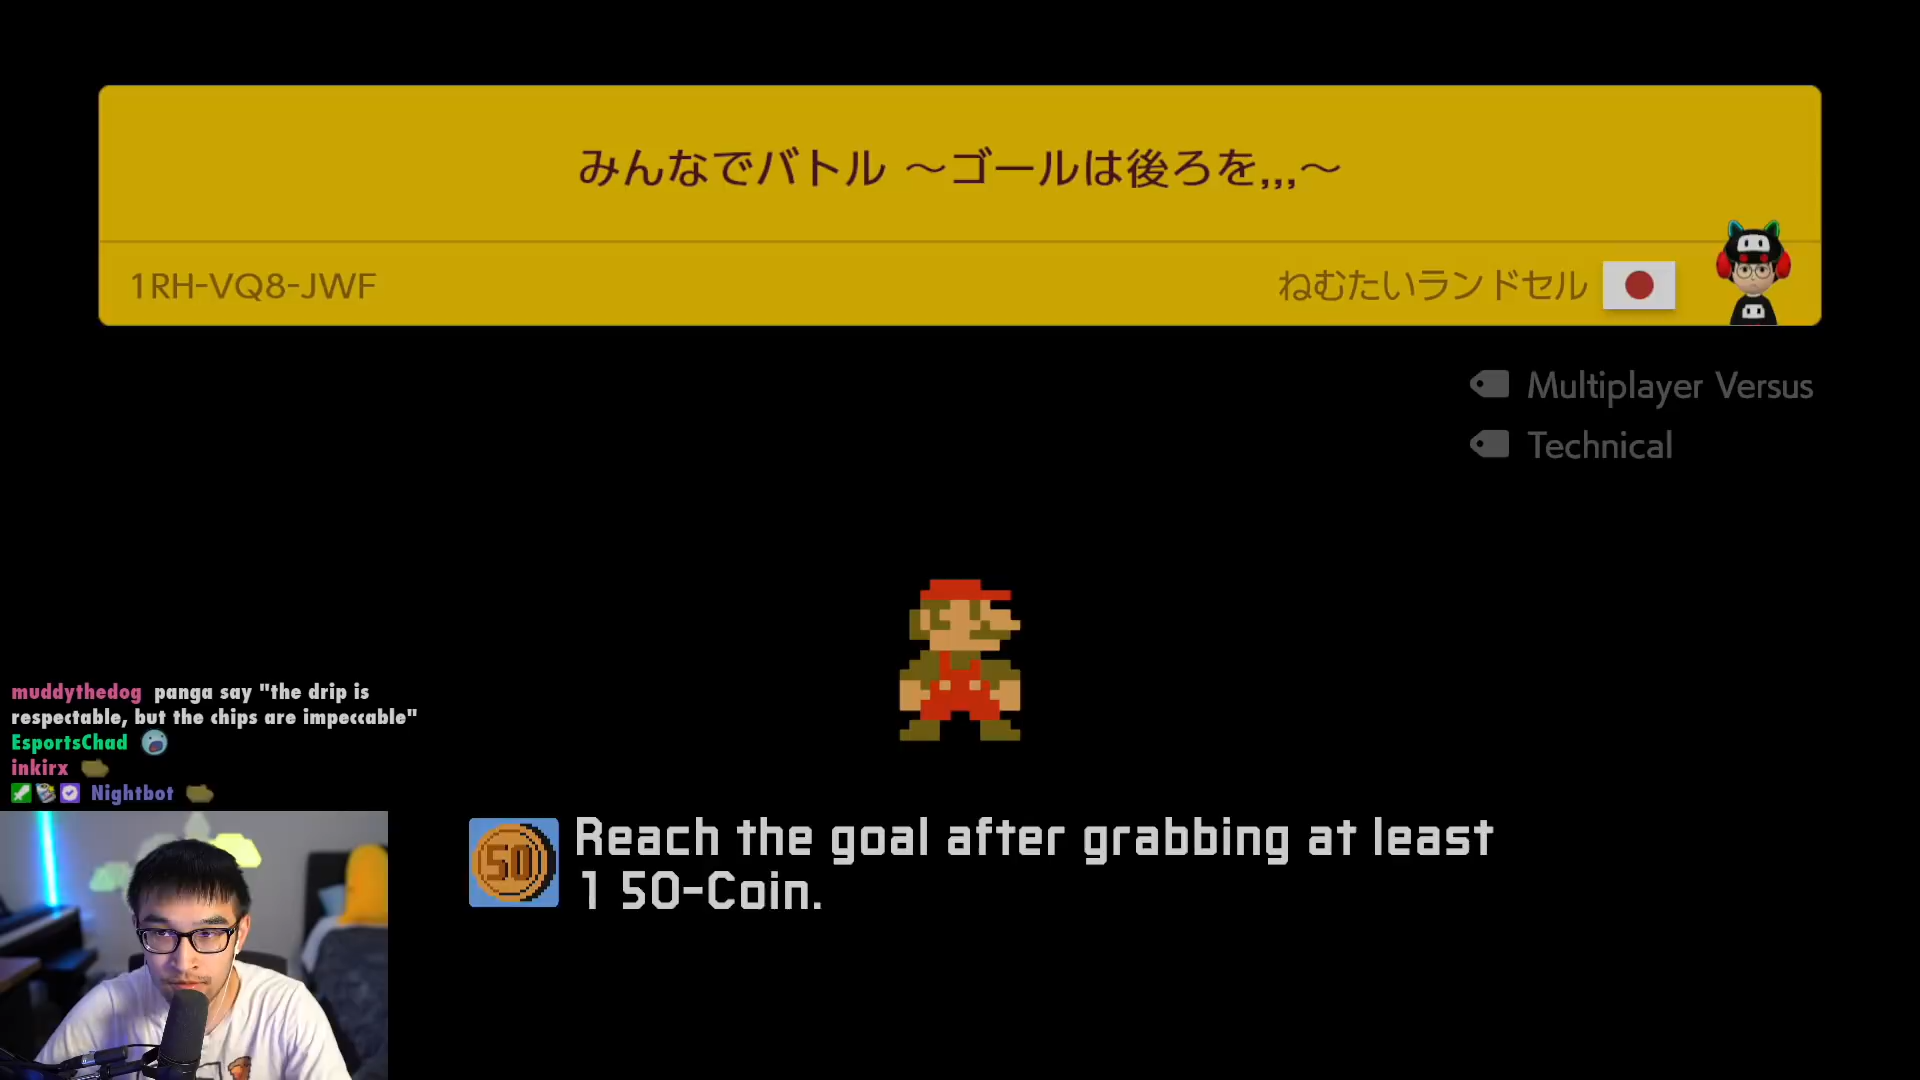 みんなでバトル ～ゴールは後ろを,,,～
1RH-VQ8-JWF
ねむたいランドセル
Multiplayer Versus
Technical
muddythedog panga say "the drip is
respectable, but the chips are impeccable"
EsportsChad
inkirx
Nightbot
50
Reach the goal after grabbing at least
1 50-Coin.